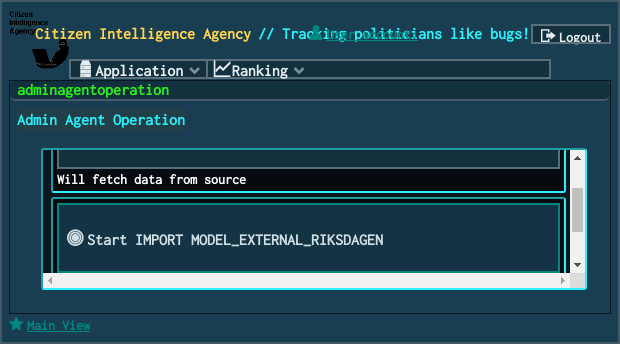 Citizen
Intelligence
Agency
Citizen Intelligence Agency // Tracking politicians like bugs!
Logout
Application
Ranking
adminagentoperation
Admin Agent Operation
Will fetch data from source
Start IMPORT MODEL_EXTERNAL_RIKSDAGEN
Main View